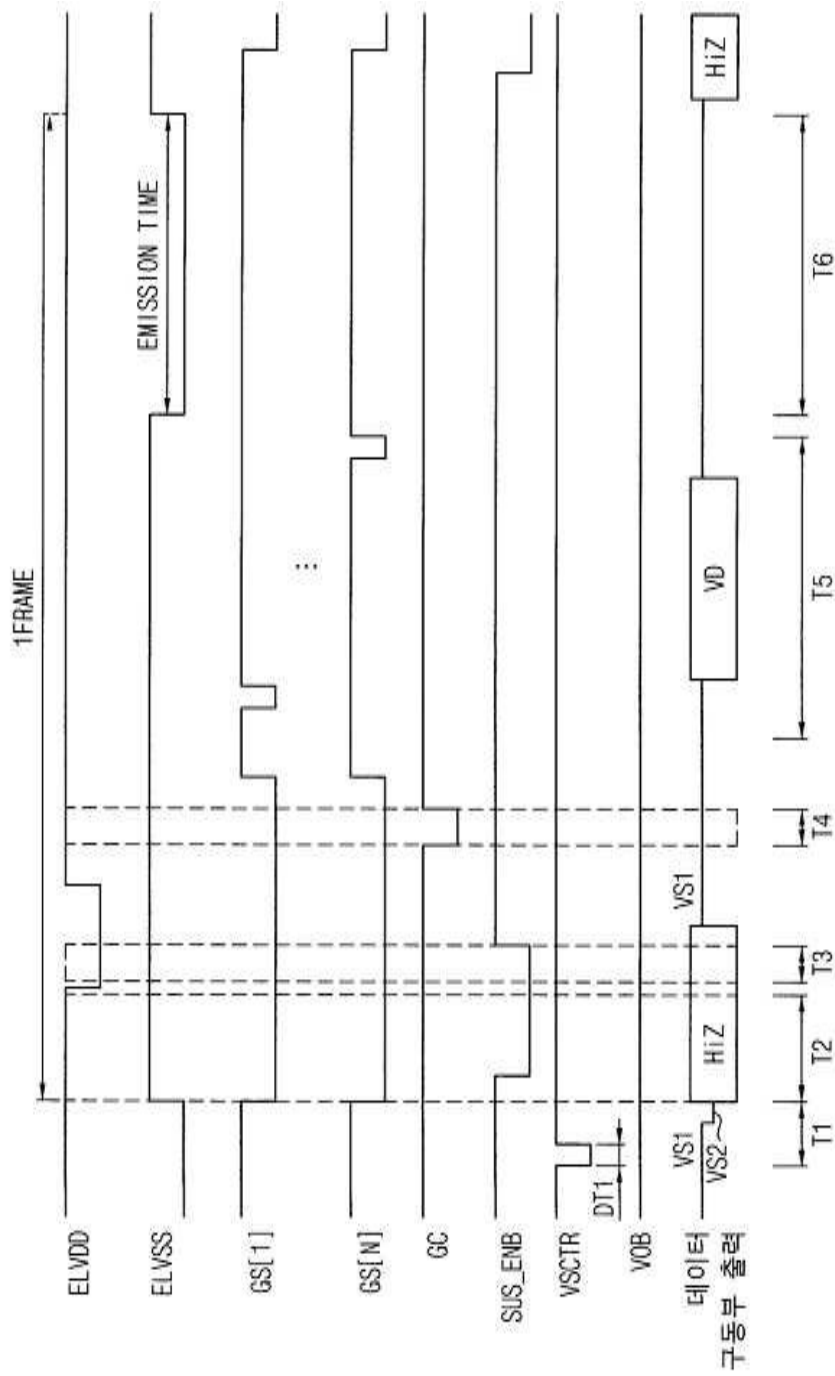 1FRAME
ELVDD
ELVSS
EMISSION TIME
GS[1]
⋮
GS[N]
GC
SUS_ENB
VSCTR
DT1
VOB
데이터
구동부 출력
VS1
VS2
HiZ
VS1
VD
HiZ
T1
T2
T3
T4
T5
T6